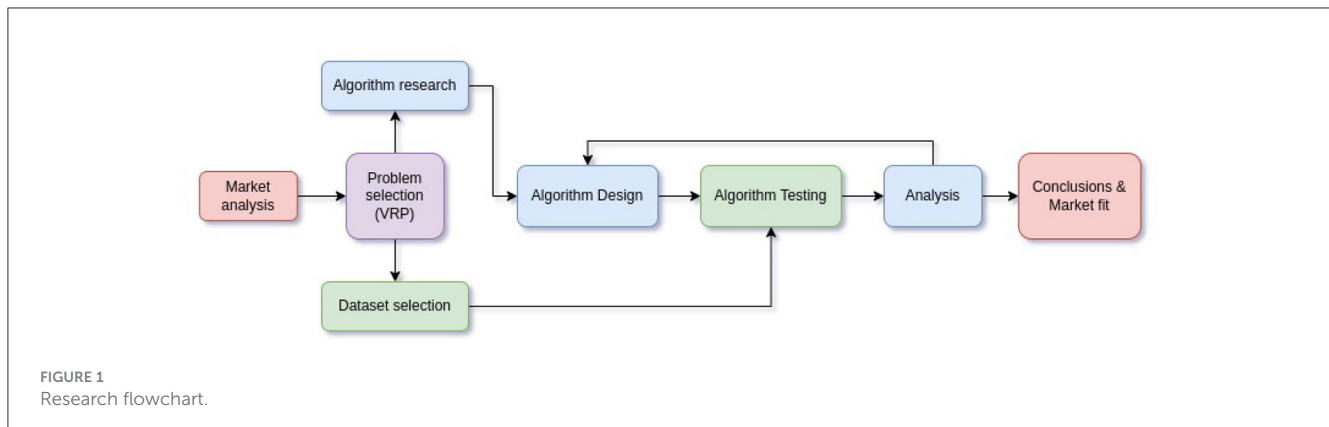 Algorithm research
Market
analysis
Problem
selection
(VRP)
Algorithm Design
Algorithm Testing
Analysis
Conclusions &
Market fit
Dataset selection
FIGURE 1
Research flowchart.